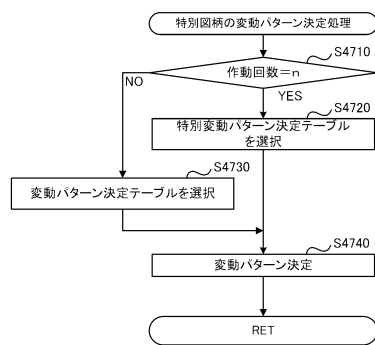 特別図柄の変動パターン決定処理
S4710
作動回数=n
NO
YES
S4720
特別変動パターン決定テーブル
を選択
S4730
変動パターン決定テーブルを選択
S4740
変動パターン決定
RET